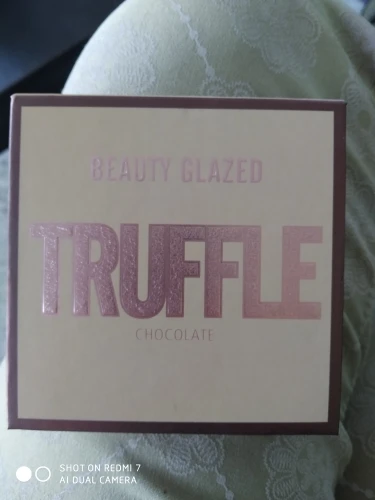 BEAUTY GLAZED
TRUFFLE
CHOCOLATE
SHOT ON REDMI 7
AI DUAL CAMERA